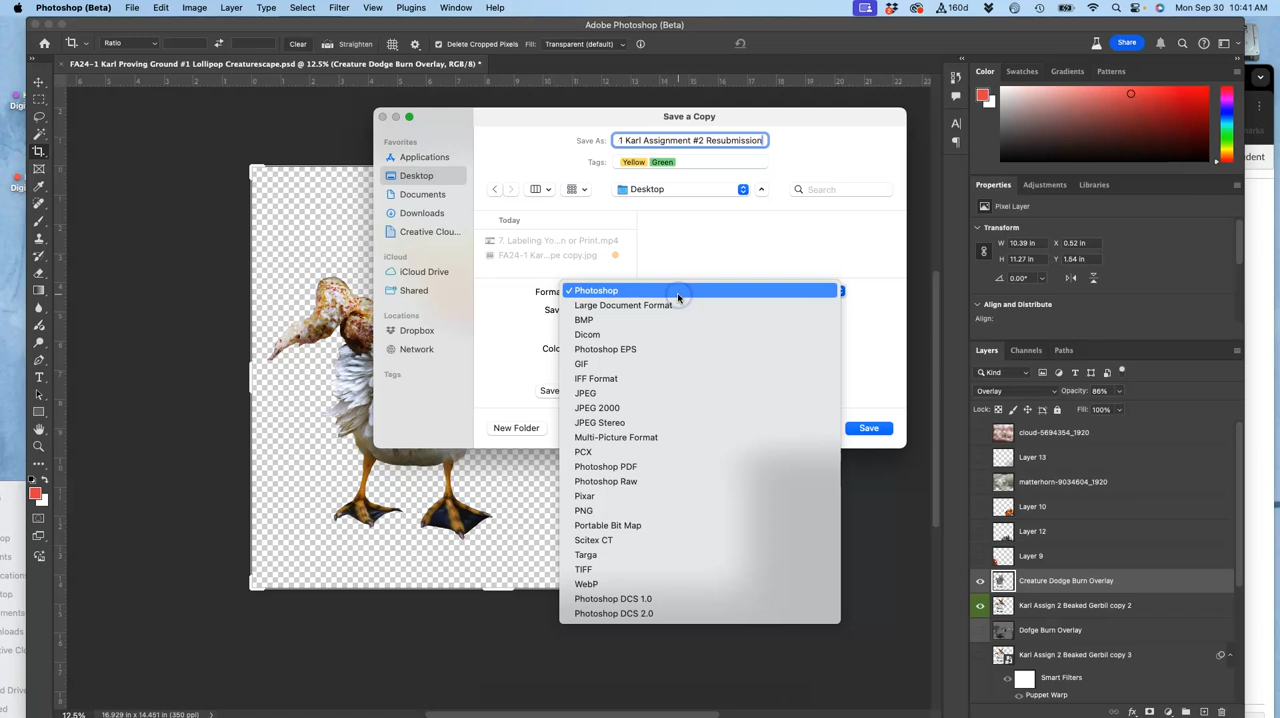 Photoshop (Beta) File Edit Image Layer Type Select Filter View Plugins Window Help 160d Mon Sep 30 10:41 AM
Adobe Photoshop (Beta)
Ratio Clear Straighten Delete Cropped Pixels Fill: Transparent (default) Share
FA24-1 Karl Proving Ground #1 Lollipop Creaturescape.psd @ 12.5% (Creature Dodge Burn Overlay, RGB/8) *
Color Swatches Gradients Patterns
Save a Copy
Favorites
Applications
Desktop
Documents
Downloads
Creative Clou...
iCloud
iCloud Drive
Shared
Locations
Dropbox
Network
Tags
Save As: 1 Karl Assignment #2 Resubmission
Tags: Yellow Green
Desktop
Search
Today
7. Labeling Yo...n or Print.mp4
FA24-1 Kar...pe copy.jpg
Forma
Photoshop
Large Document Format
BMP
Dicom
Photoshop EPS
GIF
IFF Format
JPEG
JPEG 2000
JPEG Stereo
Multi-Picture Format
PCX
Photoshop PDF
Photoshop Raw
Pixar
PNG
Portable Bit Map
Scitex CT
Targa
TIFF
WebP
Photoshop DCS 1.0
Photoshop DCS 2.0
Sav
Colo
Save
New Folder
Save
Properties Adjustments Libraries
Pixel Layer
Transform
W 10.39 in X 0.52 in
H 11.27 in Y 1.54 in
0.00°
Align and Distribute
Align:
Layers Channels Paths
Kind
Overlay Opacity: 86%
Lock: Fill: 100%
cloud-5694354_1920
Layer 13
matterhorn-9034604_1920
Layer 10
Layer 12
Layer 9
Creature Dodge Burn Overlay
Karl Assign 2 Beaked Gerbil copy 2
Dofge Burn Overlay
Karl Assign 2 Beaked Gerbil copy 3
Smart Filters
Puppet Warp
12.5% 16.929 in x 14.451 in (350 ppi)